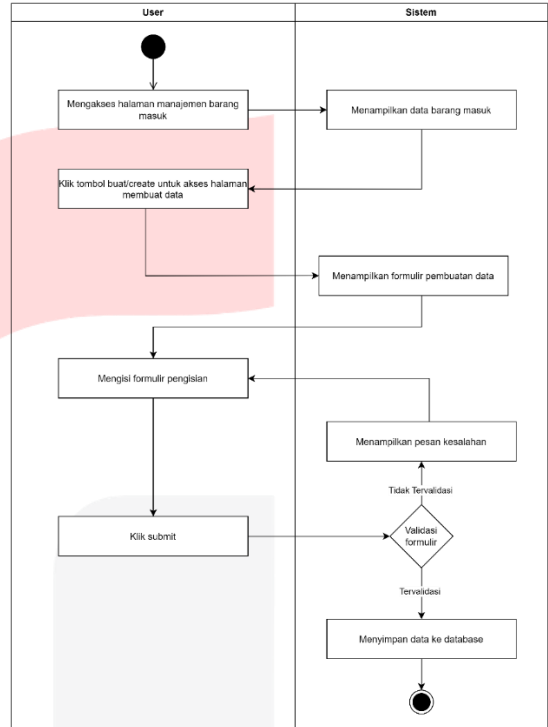 User
Sistem
Mengakses halaman manajemen barang
masuk
Menampilkan data barang masuk
Klik tombol buat/create untuk akses halaman
membuat data
Menampilkan formulir pembuatan data
Mengisi formulir pengisian
Menampilkan pesan kesalahan
Tidak Tervalidasi
Klik submit
Validasi
formulir
Tervalidasi
Menyimpan data ke database